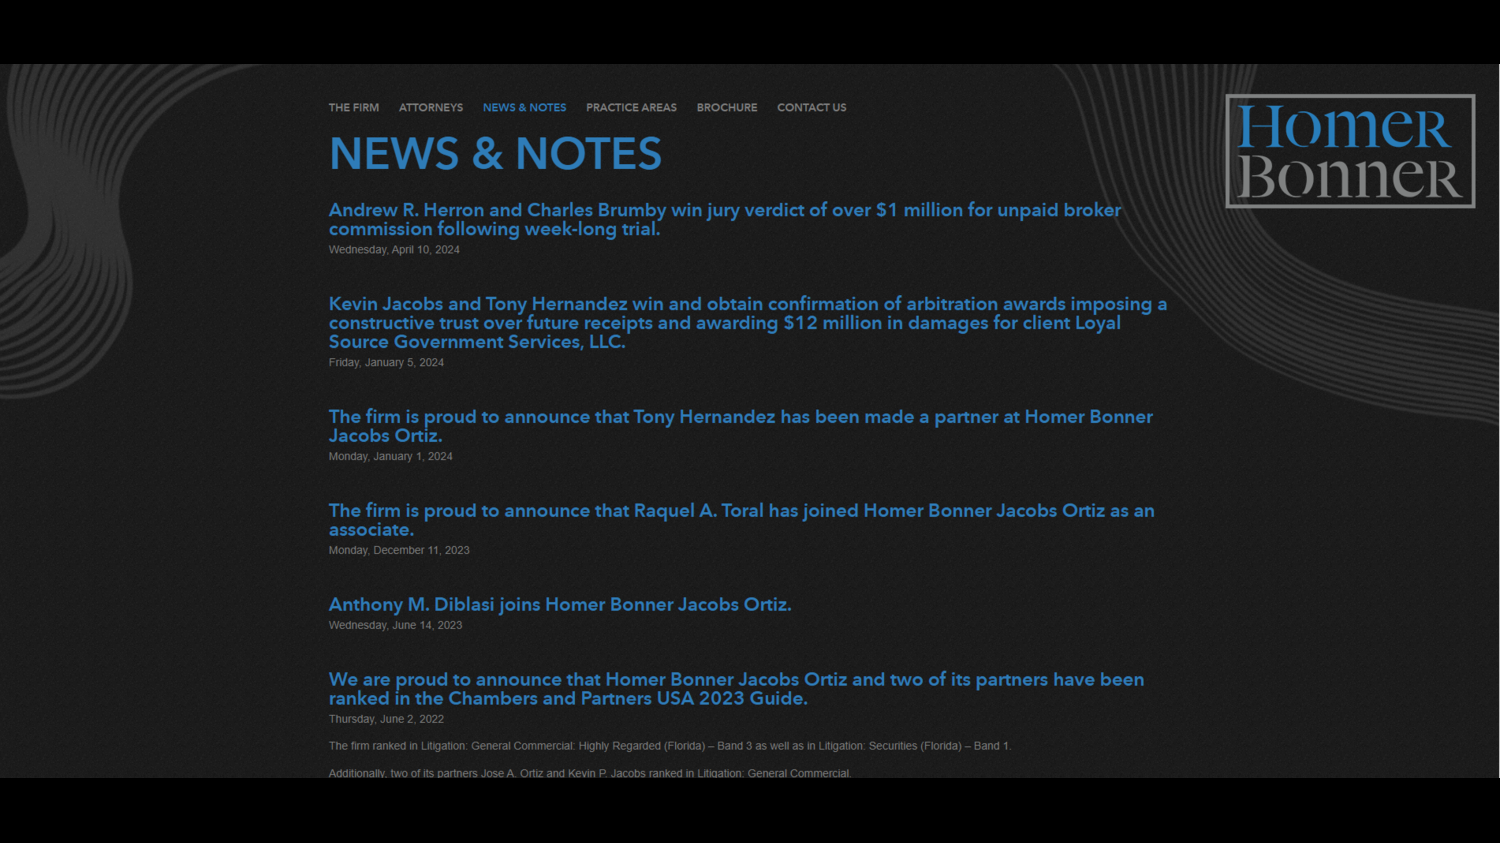 THE FIRM ATTORNEYS NEWS & NOTES PRACTICE AREAS BROCHURE CONTACT US
Homer
Bonner
NEWS & NOTES
Andrew R. Herron and Charles Brumby win jury verdict of over $1 million for unpaid broker
commission following week-long trial.
Wednesday, April 10, 2024
Kevin Jacobs and Tony Hernandez win and obtain confirmation of arbitration awards imposing a
constructive trust over future receipts and awarding $12 million in damages for client Loyal
Source Government Services, LLC.
Friday, January 5, 2024
The firm is proud to announce that Tony Hernandez has been made a partner at Homer Bonner
Jacobs Ortiz.
Monday, January 1, 2024
The firm is proud to announce that Raquel A. Toral has joined Homer Bonner Jacobs Ortiz as an
associate.
Monday, December 11, 2023
Anthony M. Diblasi joins Homer Bonner Jacobs Ortiz.
Wednesday, June 14, 2023
We are proud to announce that Homer Bonner Jacobs Ortiz and two of its partners have been
ranked in the Chambers and Partners USA 2023 Guide.
Thursday, June 2, 2022
The firm ranked in Litigation: General Commercial: Highly Regarded (Florida) – Band 3 as well as in Litigation: Securities (Florida) – Band 1.
Additionally, two of its partners Jose A. Ortiz and Kevin P. Jacobs ranked in Litigation: General Commercial.